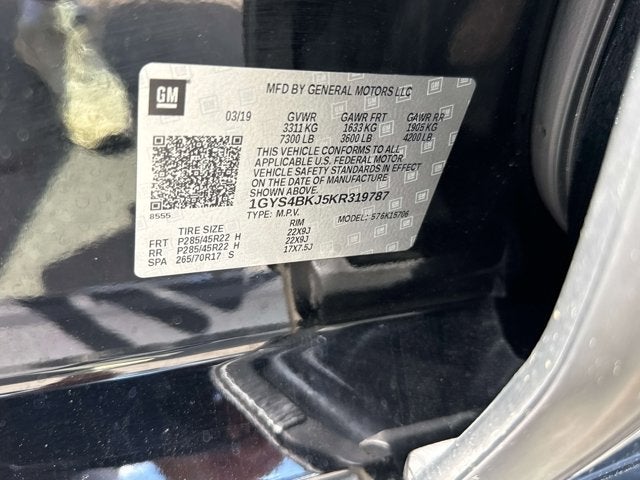 GM
MFD BY GENERAL MOTORS LLC
03/19 GVWR GAWR FRT GAWR RR
3311 KG 1633 KG 1905 KG
7300 LB 3600 LB 4200 LB
THIS VEHICLE CONFORMS TO ALL
APPLICABLE U.S. FEDERAL MOTOR
VEHICLE SAFETY STANDARDS IN EFFECT
ON THE DATE OF MANUFACTURE
SHOWN ABOVE.
1GYS4BKJ5KR319787
8555
TYPE: M.P.V. MODEL: 576K15706
TIRE SIZE RIM
FRT P285/45R22 H 22X9J
RR P285/45R22 H 22X9J
SPA 265/70R17 S 17X7.5J